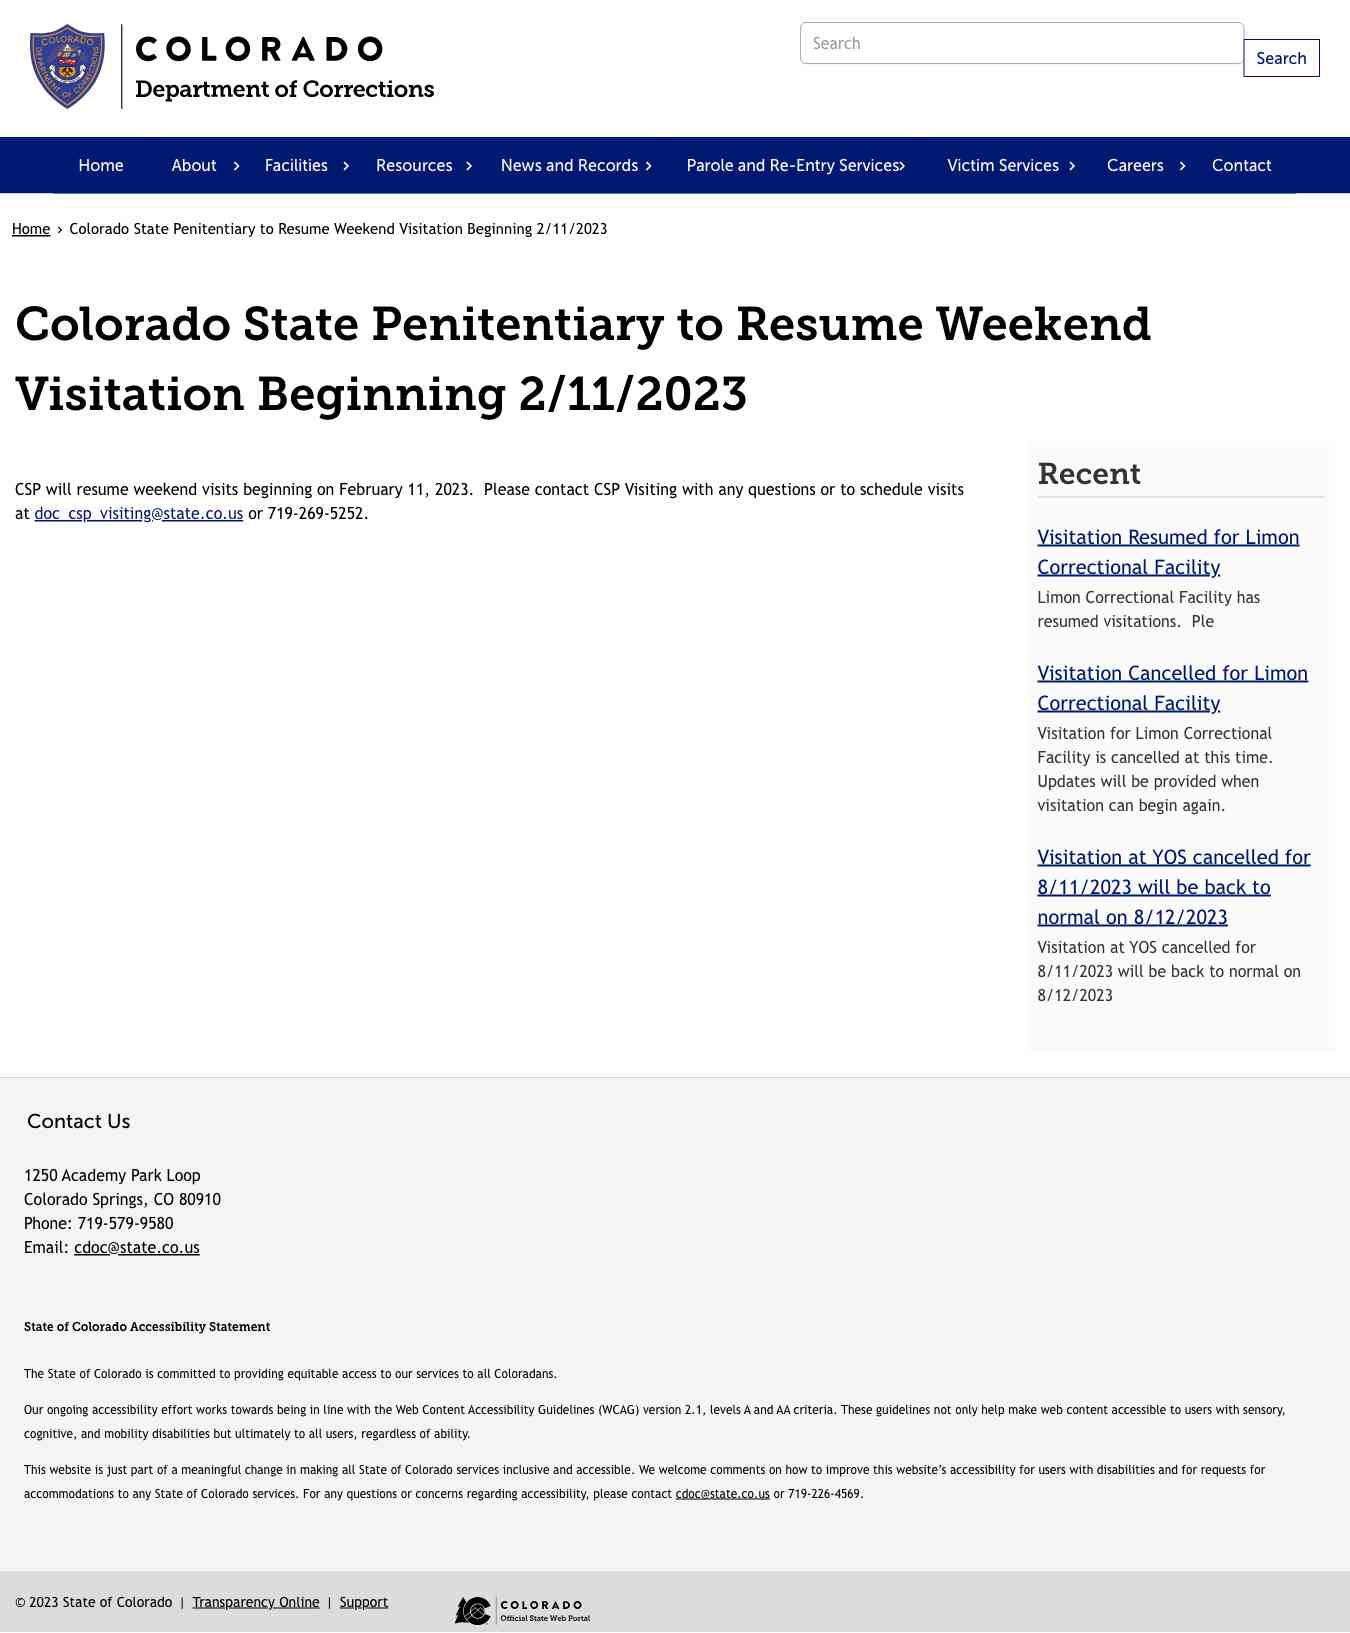 COLORADO
Department of Corrections
Search
Search
Home About Facilities Resources News and Records Parole and Re-Entry Services Victim Services Careers Contact
Home › Colorado State Penitentiary to Resume Weekend Visitation Beginning 2/11/2023
Colorado State Penitentiary to Resume Weekend
Visitation Beginning 2/11/2023
CSP will resume weekend visits beginning on February 11, 2023. Please contact CSP Visiting with any questions or to schedule visits
at doc_csp_visiting@state.co.us or 719-269-5252.
Recent
Visitation Resumed for Limon
Correctional Facility
Limon Correctional Facility has
resumed visitations. Ple
Visitation Cancelled for Limon
Correctional Facility
Visitation for Limon Correctional
Facility is cancelled at this time.
Updates will be provided when
visitation can begin again.
Visitation at YOS cancelled for
8/11/2023 will be back to
normal on 8/12/2023
Visitation at YOS cancelled for
8/11/2023 will be back to normal on
8/12/2023
Contact Us
1250 Academy Park Loop
Colorado Springs, CO 80910
Phone: 719-579-9580
Email: cdoc@state.co.us
State of Colorado Accessibility Statement
The State of Colorado is committed to providing equitable access to our services to all Coloradans.
Our ongoing accessibility effort works towards being in line with the Web Content Accessibility Guidelines (WCAG) version 2.1, levels A and AA criteria. These guidelines not only help make web content accessible to users with sensory,
cognitive, and mobility disabilities but ultimately to all users, regardless of ability.
This website is just part of a meaningful change in making all State of Colorado services inclusive and accessible. We welcome comments on how to improve this website’s accessibility for users with disabilities and for requests for
accommodations to any State of Colorado services. For any questions or concerns regarding accessibility, please contact cdoc@state.co.us or 719-226-4569.
© 2023 State of Colorado | Transparency Online | Support
COLORADO
Official State Web Portal